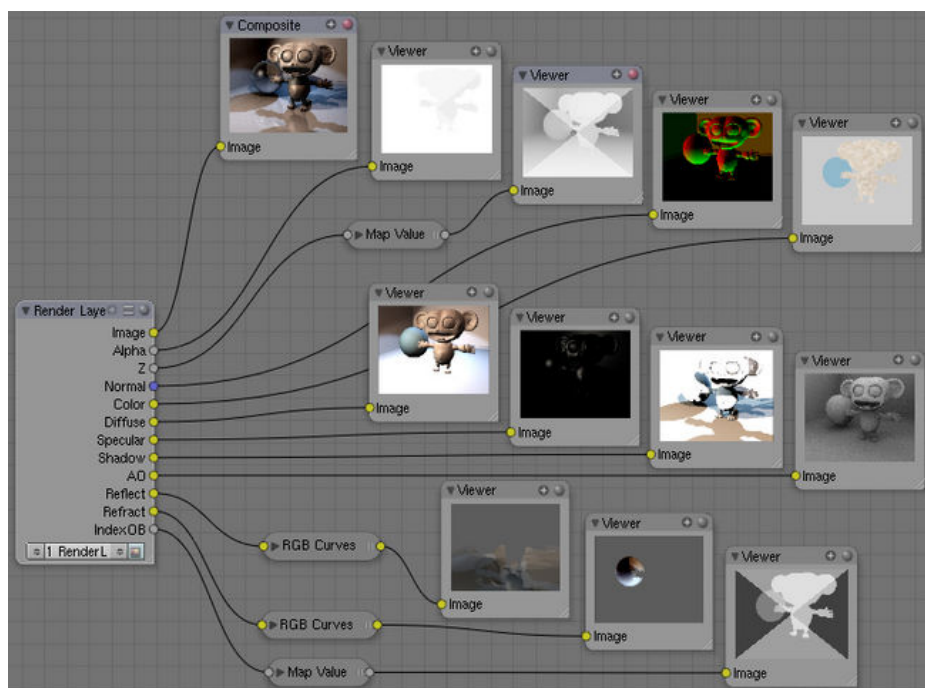 Composite
Image
Viewer
Image
Viewer
Image
Viewer
Image
Viewer
Image
Map Value
Render Laye
Image
Alpha
Z
Normal
Color
Diffuse
Specular
Shadow
AO
Reflect
Refract
IndexOB
1 RenderL
Viewer
Image
Viewer
Image
Viewer
Image
Viewer
Image
RGB Curves
Viewer
Image
RGB Curves
Viewer
Image
Map Value
Viewer
Image